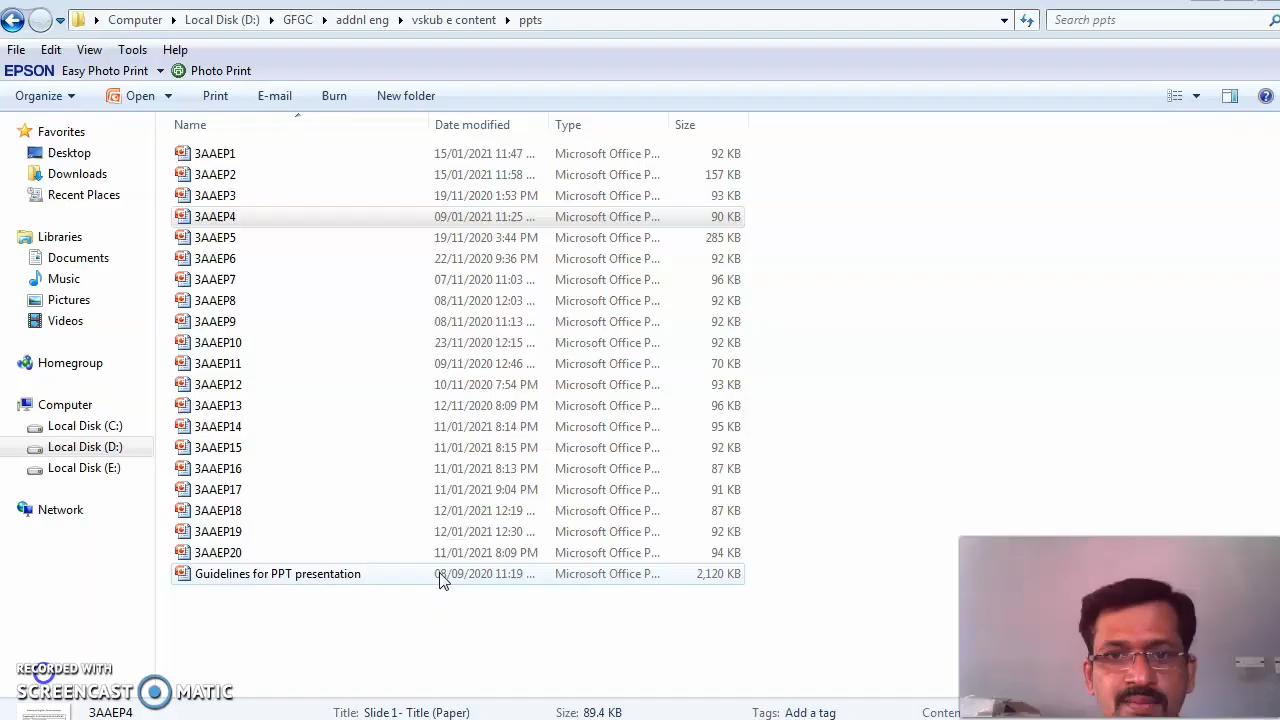 Computer Local Disk (D:) GFGC addnl eng vskub e content ppts Search ppts
File Edit View Tools Help
EPSON Easy Photo Print Photo Print
Organize Open Print E-mail Burn New folder
Name Date modified Type Size
Favorites
Desktop
Downloads
Recent Places
Libraries
Documents
Music
Pictures
Videos
Homegroup
Computer
Local Disk (C:)
Local Disk (D:)
Local Disk (E:)
Network
3AAEP1 15/01/2021 11:47 ... Microsoft Office P... 92 KB
3AAEP2 15/01/2021 11:58 ... Microsoft Office P... 157 KB
3AAEP3 19/11/2020 1:53 PM Microsoft Office P... 93 KB
3AAEP4 09/01/2021 11:25 ... Microsoft Office P... 90 KB
3AAEP5 19/11/2020 3:44 PM Microsoft Office P... 285 KB
3AAEP6 22/11/2020 9:36 PM Microsoft Office P... 92 KB
3AAEP7 07/11/2020 11:03 ... Microsoft Office P... 96 KB
3AAEP8 08/11/2020 12:03 ... Microsoft Office P... 92 KB
3AAEP9 08/11/2020 11:13 ... Microsoft Office P... 92 KB
3AAEP10 23/11/2020 12:15 ... Microsoft Office P... 92 KB
3AAEP11 09/11/2020 12:46 ... Microsoft Office P... 70 KB
3AAEP12 10/11/2020 7:54 PM Microsoft Office P... 93 KB
3AAEP13 12/11/2020 8:09 PM Microsoft Office P... 96 KB
3AAEP14 11/01/2021 8:14 PM Microsoft Office P... 95 KB
3AAEP15 11/01/2021 8:15 PM Microsoft Office P... 92 KB
3AAEP16 11/01/2021 8:13 PM Microsoft Office P... 87 KB
3AAEP17 11/01/2021 9:04 PM Microsoft Office P... 91 KB
3AAEP18 12/01/2021 12:19 ... Microsoft Office P... 87 KB
3AAEP19 12/01/2021 12:30 ... Microsoft Office P... 92 KB
3AAEP20 11/01/2021 8:09 PM Microsoft Office P... 94 KB
Guidelines for PPT presentation /09/2020 11:19 ... Microsoft Office P... 2,120 KB
RECORDED WITH
SCREENCAST MATIC
3AAEP4 Title: Slide 1- Title (Paper) Size: 89.4 KB Tags: Add a tag Conten